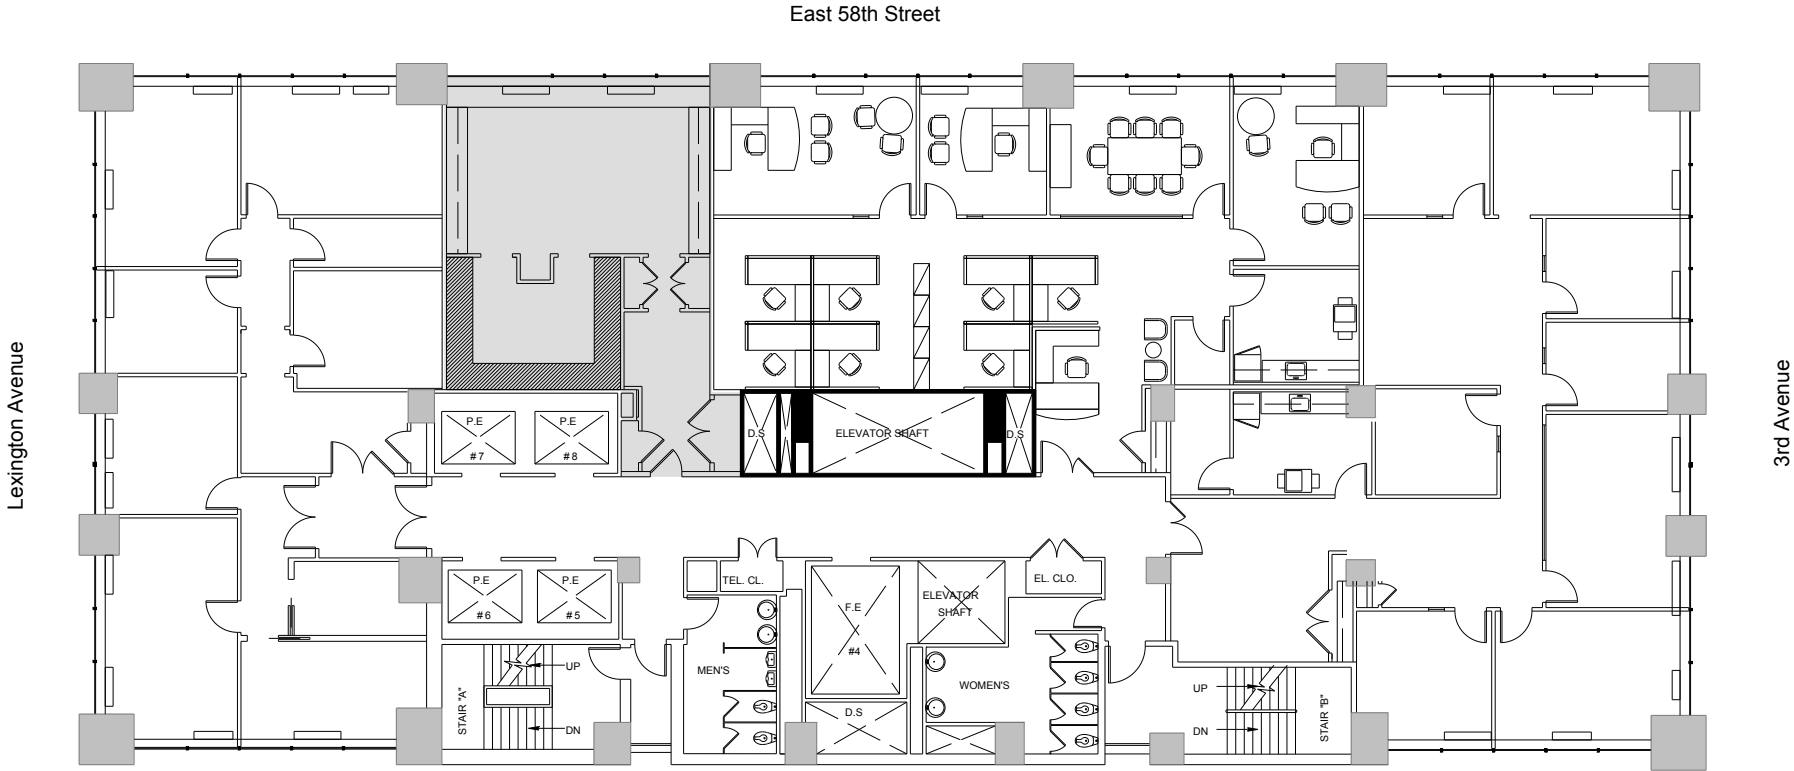 East 58th Street
Lexington Avenue
3rd Avenue
P.E
#7
P.E
#8
D.S
ELEVATOR SHAFT
D.S
P.E
#6
P.E
#5
TEL. CL.
F.E
#4
ELEVATOR
SHAFT
EL. CLO.
MEN'S
WOMEN'S
D.S
STAIR "A"
UP
DN
UP
DN
STAIR "B"